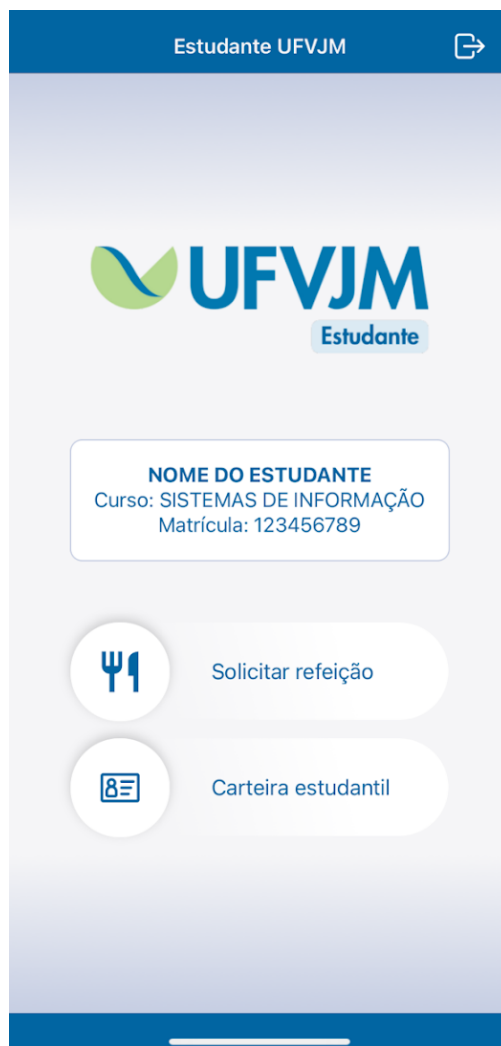 Estudante UFVJM
UFVJM
Estudante
NOME DO ESTUDANTE
Curso: SISTEMAS DE INFORMAÇÃO
Matrícula: 123456789
Solicitar refeição
Carteira estudantil